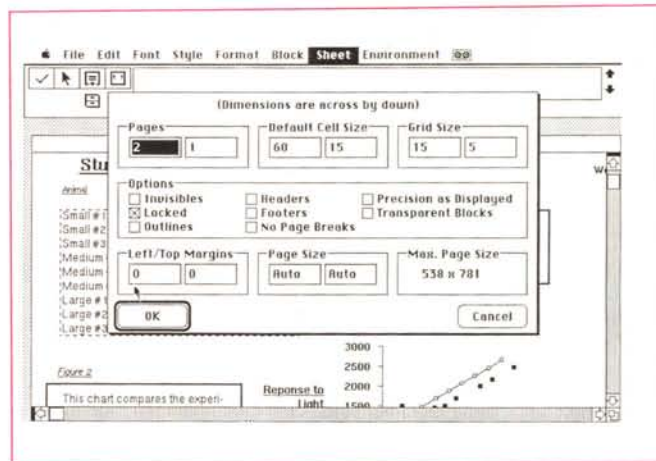 File Edit Font Style Format Block Sheet Environment
(Dimensions are across by down)
Pages
2 1
Default Cell Size
60 15
Grid Size
15 5
Options
Invisibles Headers Precision as Displayed
Locked Footers Transparent Blocks
Outlines No Page Breaks
Left/Top Margins
0 0
Page Size
Auto Auto
Max. Page Size
538 x 781
OK Cancel
Animal
Small #1
Small #2
Small #3
Medium
Medium
Medium
Large #1
Large #2
Large #3
Figure 2
This chart compares the experi-
Reponse to
Light
3000
2500
2000
1500